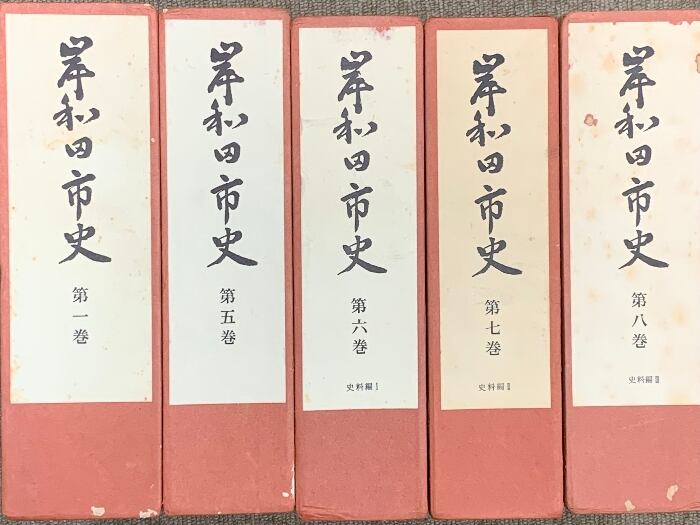 岸和田市史
第一巻
岸和田市史
第五巻
岸和田市史
第六巻
史料編Ⅰ
岸和田市史
第七巻
史料編Ⅱ
岸和田市史
第八巻
史料編Ⅲ